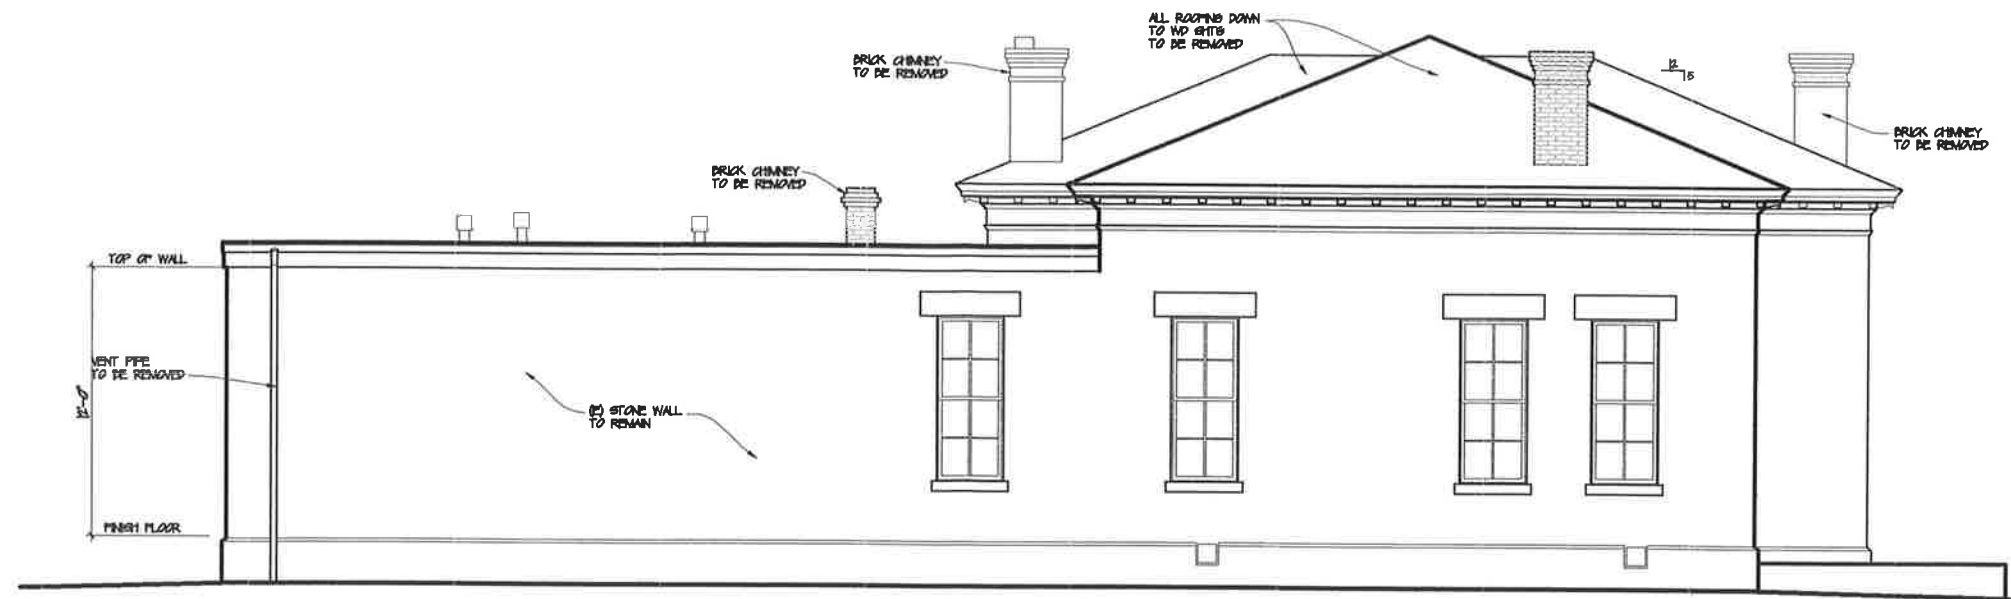 ALL ROOFING DOWN
TO WD SHTG
TO BE REMOVED
BRICK CHIMNEY
TO BE REMOVED
12
5
BRICK CHIMNEY
TO BE REMOVED
BRICK CHIMNEY
TO BE REMOVED
TOP OF WALL
VENT PIPE
TO BE REMOVED
12'-0"
(E) STONE WALL
TO REMAIN
FINISH FLOOR